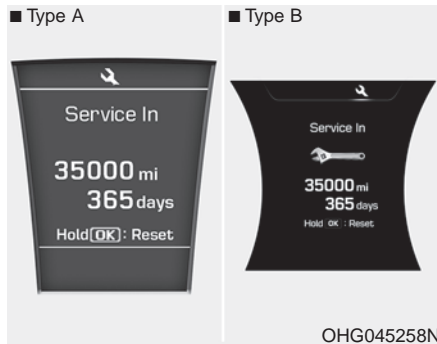 ■ Type A
Service In
35000 mi
365 days
Hold[OK]: Reset
■ Type B
Service In
35000 mi
365 days
Hold OK : Reset
OHG045258N